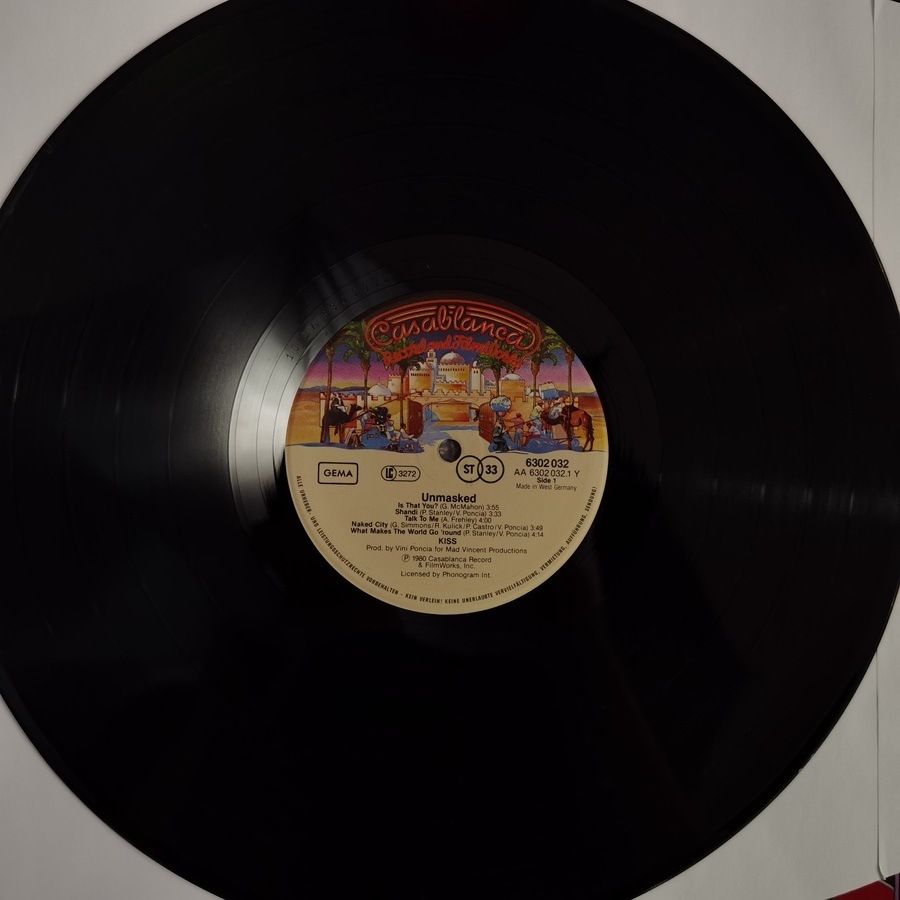 Casablanca
Record and FilmWorks
GEMA
LC 3272
ST 33
6302 032
AA 6302 032.1 Y
Side 1
Made in West Germany
Unmasked
Is That You? (G. McMahon) 3:55
Shandi (P. Stanley/V. Poncia) 3:33
Talk To Me (A. Frehley) 4:00
Naked City (G. Simmons/R. Kulick/P. Castro/V. Poncia) 3:49
What Makes The World Go 'round (P. Stanley/V. Poncia) 4:14
KISS
Prod. by Vini Poncia for Mad Vincent Productions
Ⓟ 1980 Casablanca Record
& FilmWorks, Inc.
Licensed by Phonogram Int.
ALLE URHEBER- UND LEISTUNGSSCHUTZRECHTE VORBEHALTEN - KEIN VERLEIH! KEINE UNERLAUBTE VERVIELFÄLTIGUNG, VERMIETUNG, AUFFÜHRUNG, SENDUNG!